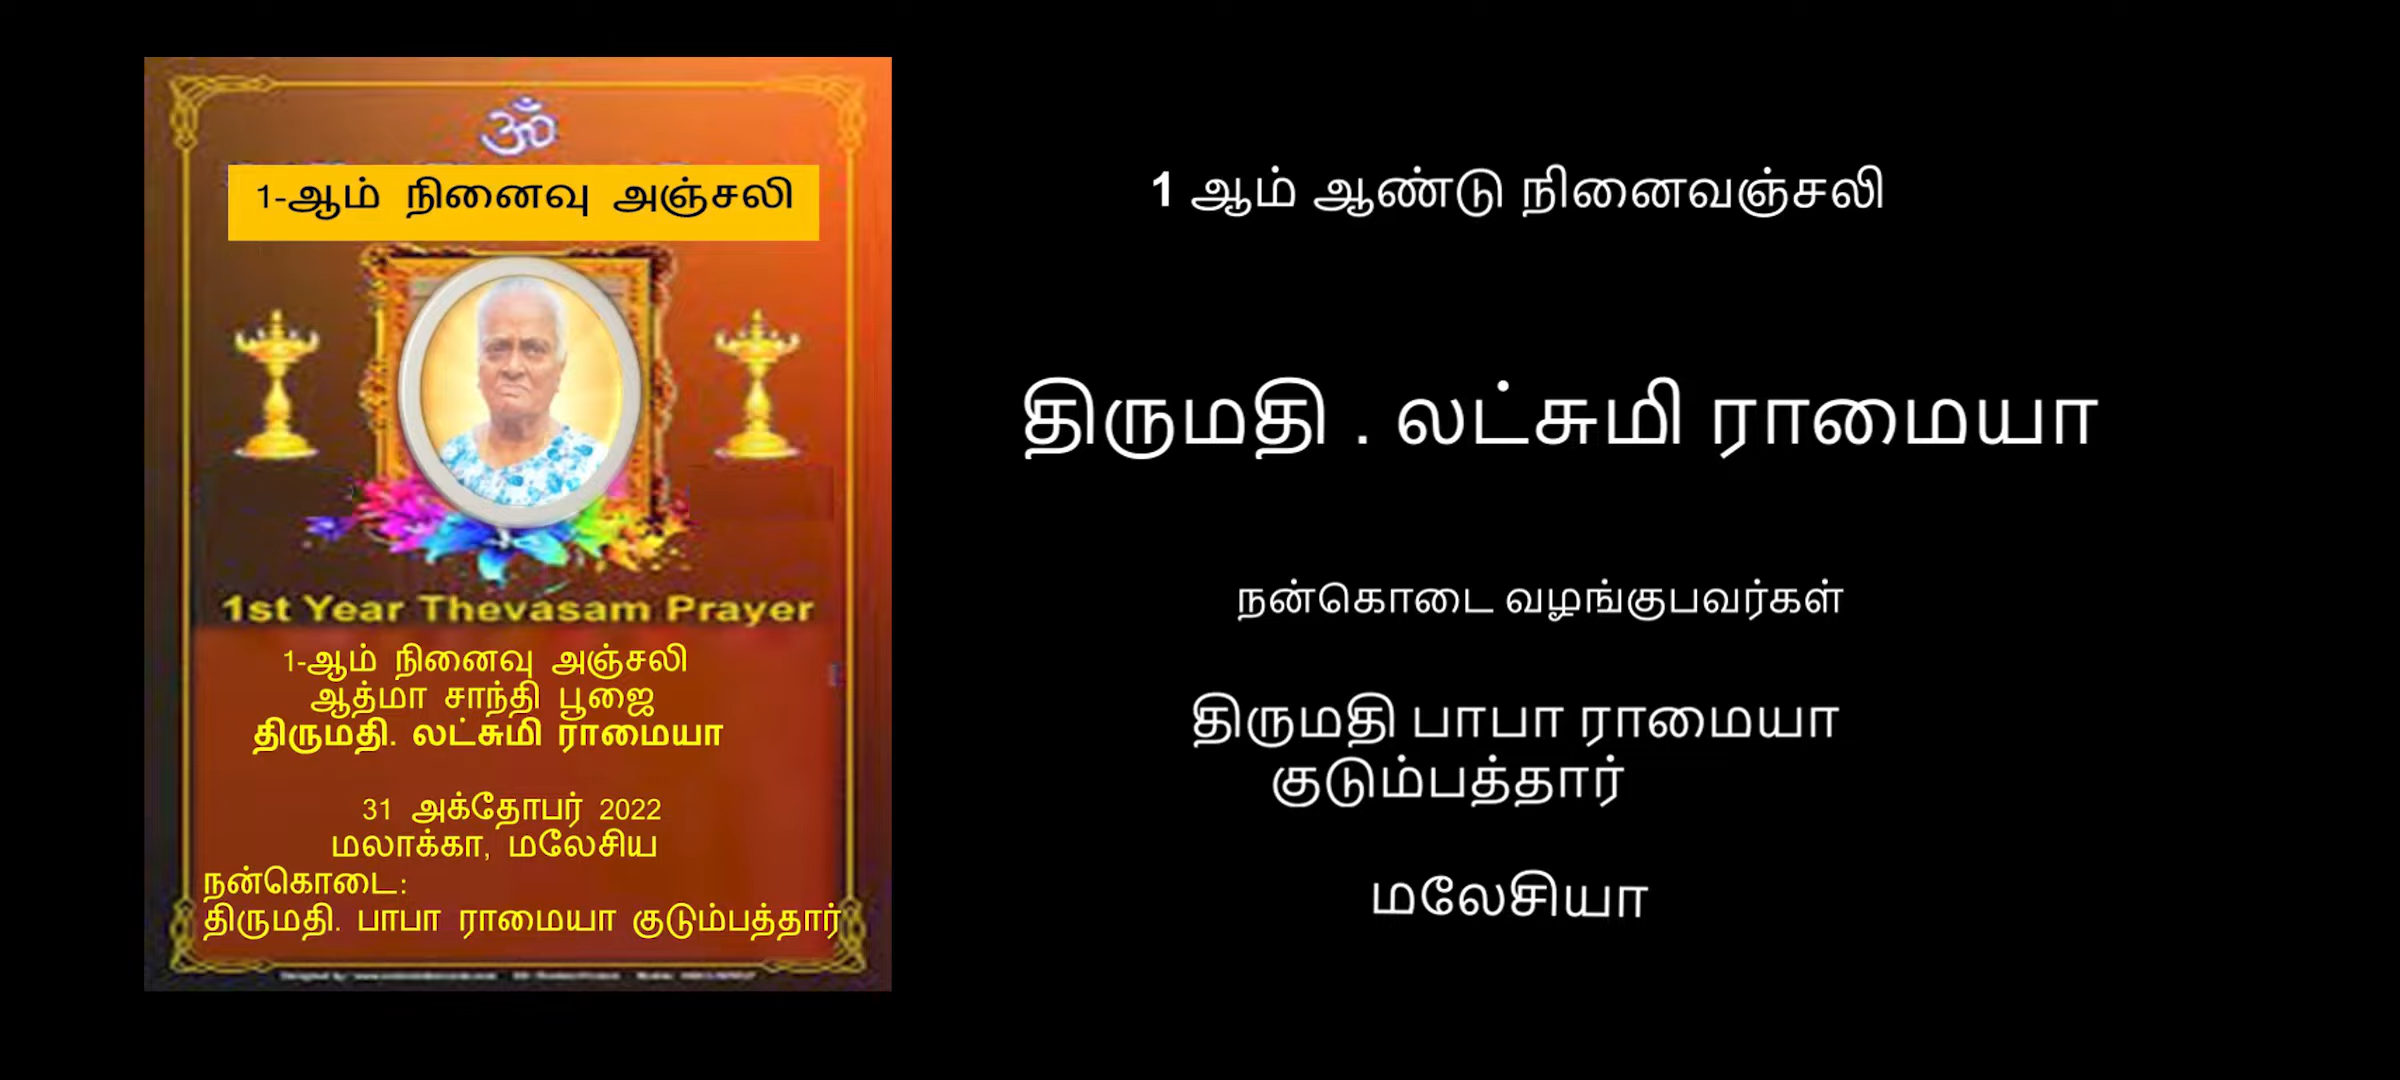 ॐ
1-ஆம் நினைவு அஞ்சலி
1st Year Thevasam Prayer
1-ஆம் நினைவு அஞ்சலி
ஆத்மா சாந்தி பூஜை
திருமதி. லட்சுமி ராமையா
31 அக்தோபர் 2022
மலாக்கா, மலேசிய
நன்கொடை:
திருமதி. பாபா ராமையா குடும்பத்தார்
1 ஆம் ஆண்டு நினைவஞ்சலி
திருமதி . லட்சுமி ராமையா
நன்கொடை வழங்குபவர்கள்
திருமதி பாபா ராமையா
குடும்பத்தார்
மலேசியா